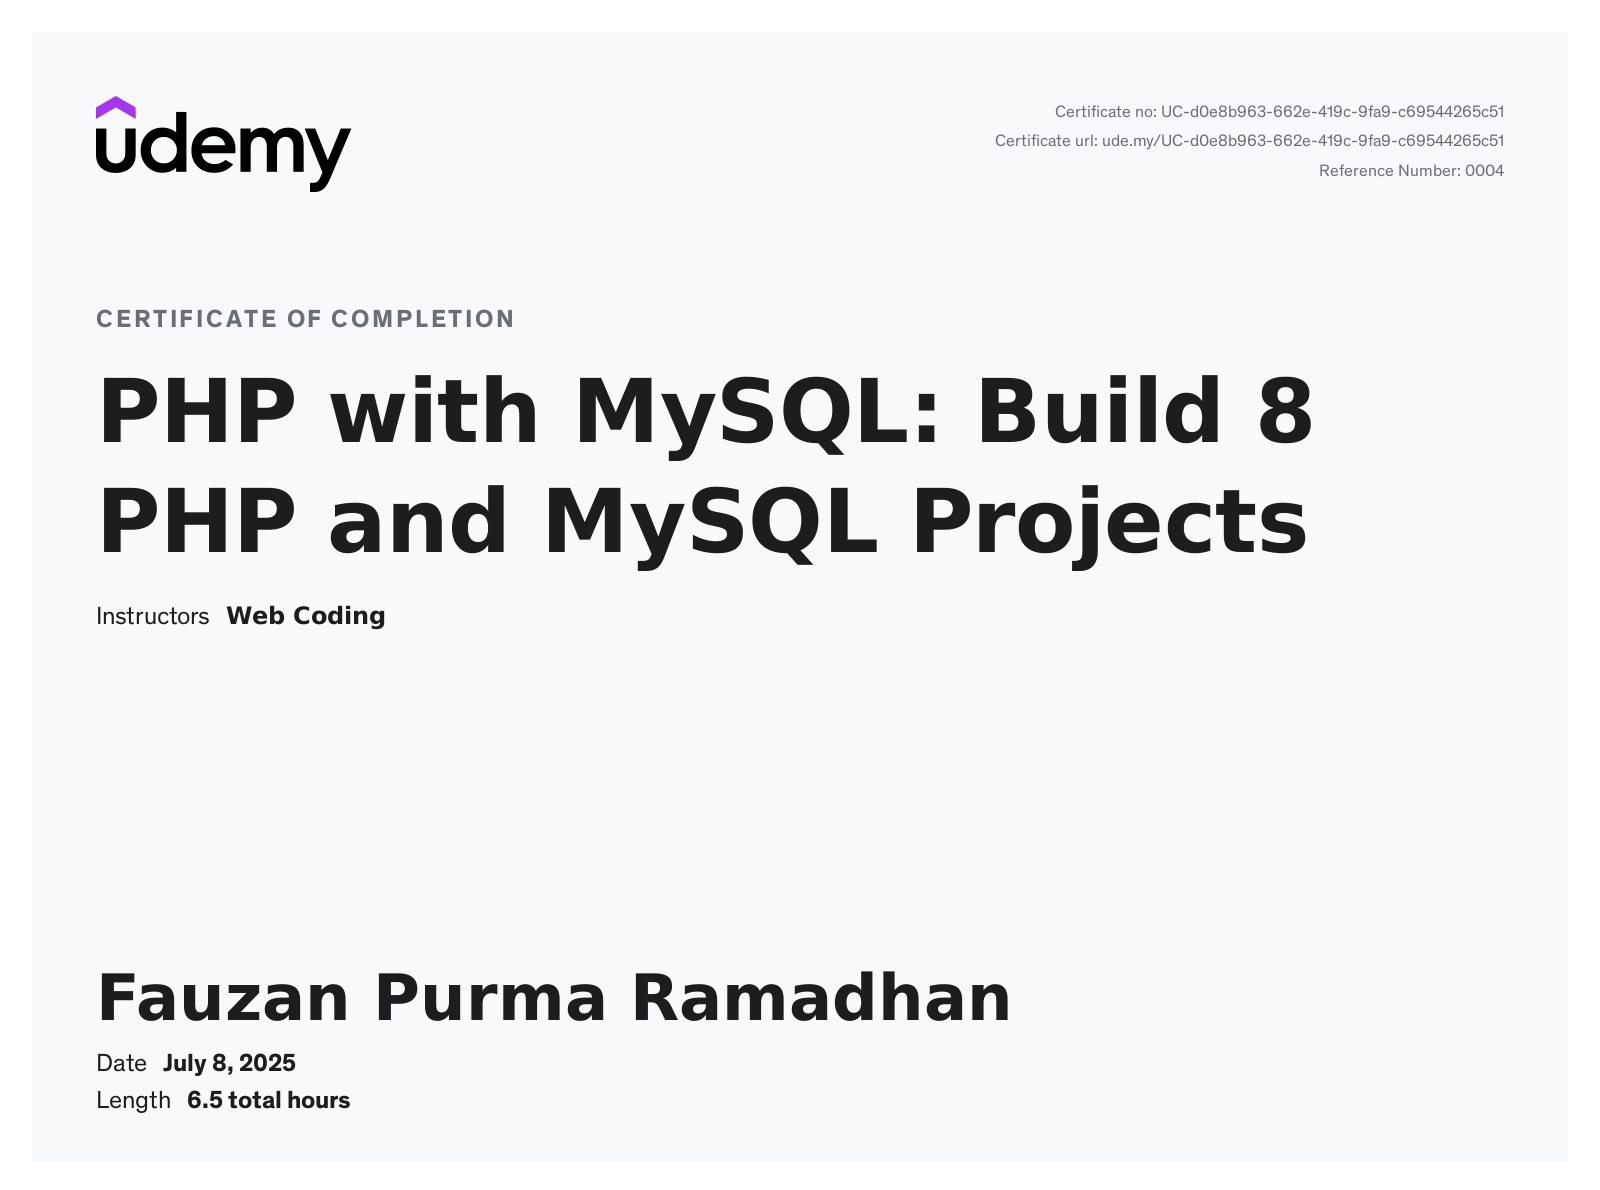 udemy
Certificate no: UC-d0e8b963-662e-419c-9fa9-c69544265c51
Certificate url: ude.my/UC-d0e8b963-662e-419c-9fa9-c69544265c51
Reference Number: 0004
CERTIFICATE OF COMPLETION
PHP with MySQL: Build 8
PHP and MySQL Projects
Instructors Web Coding
Fauzan Purma Ramadhan
Date July 8, 2025
Length 6.5 total hours